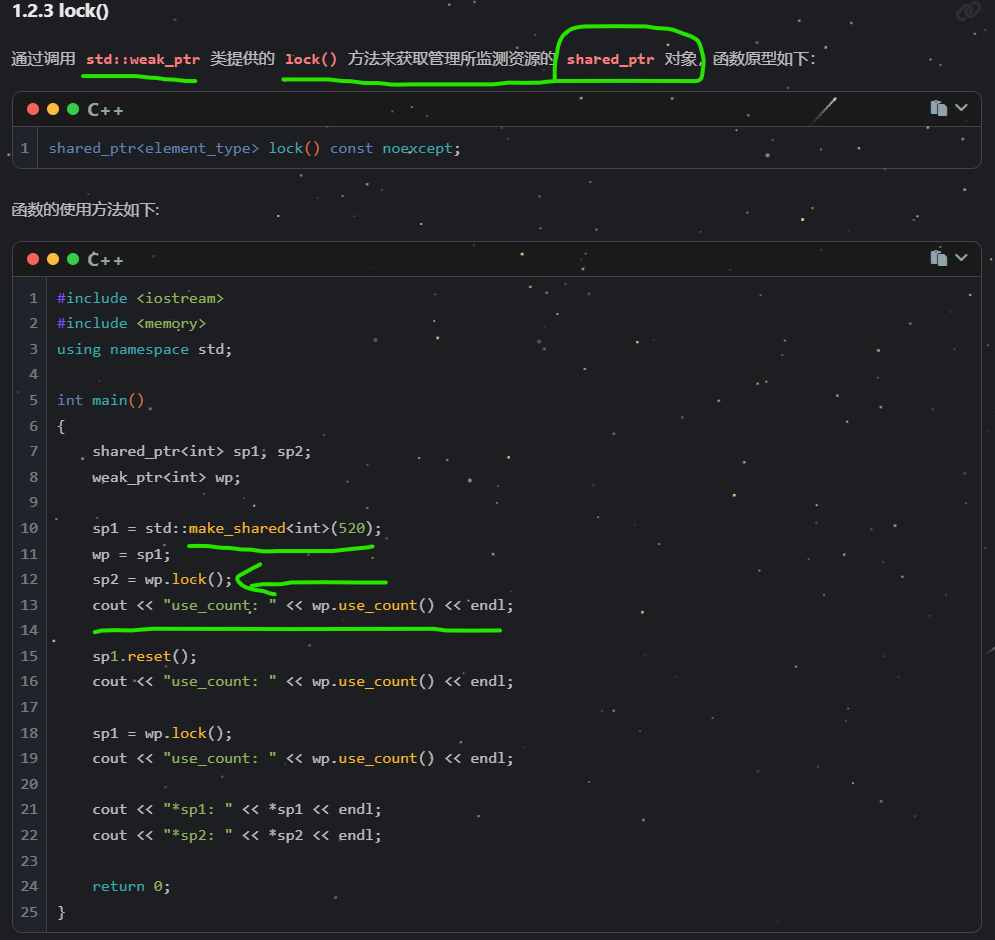 1.2.3 lock()
通过调用 std::weak_ptr 类提供的 lock() 方法来获取管理所监测资源的 shared_ptr 对象，函数原型如下：
C++
1 shared_ptr<element_type> lock() const noexcept;
函数的使用方法如下:
C++
1 #include <iostream>
2 #include <memory>
3 using namespace std;
4
5 int main()
6 {
7     shared_ptr<int> sp1, sp2;
8     weak_ptr<int> wp;
9
10     sp1 = std::make_shared<int>(520);
11     wp = sp1;
12     sp2 = wp.lock();
13     cout << "use_count: " << wp.use_count() << endl;
14
15     sp1.reset();
16     cout << "use_count: " << wp.use_count() << endl;
17
18     sp1 = wp.lock();
19     cout << "use_count: " << wp.use_count() << endl;
20
21     cout << "*sp1: " << *sp1 << endl;
22     cout << "*sp2: " << *sp2 << endl;
23
24     return 0;
25 }